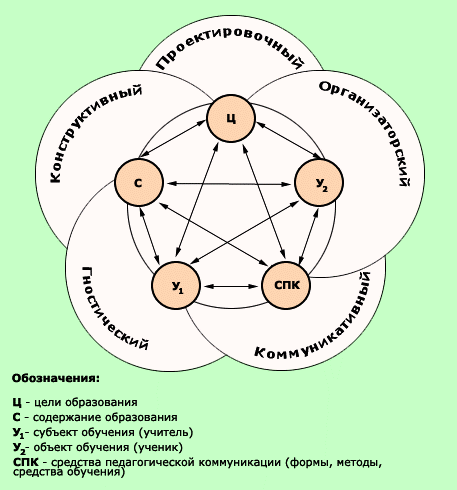 Проектировочный
Конструктивный
Организаторский
Ц
С
У2
У1
СПК
Гностический
Коммуникативный
Обозначения:
Ц - цели образования
С - содержание образования
У1- субъект обучения (учитель)
У2- объект обучения (ученик)
СПК - средства педагогической коммуникации (формы, методы,
средства обучения)